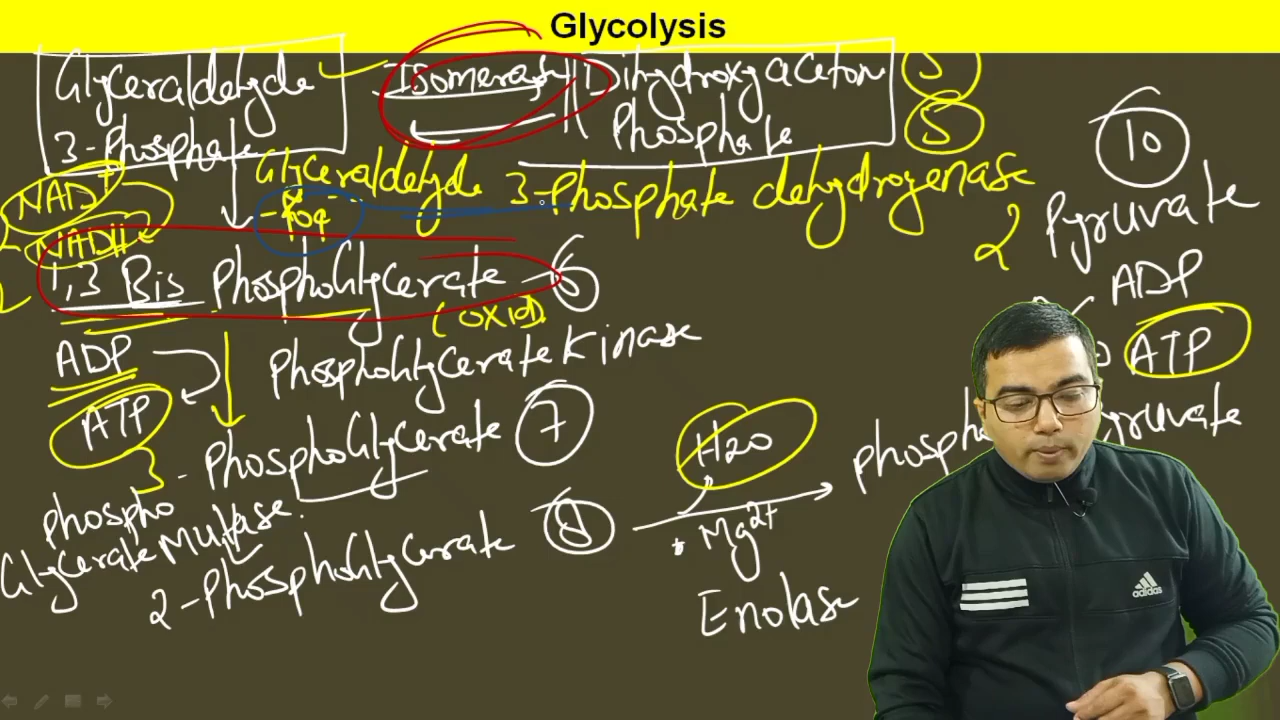 Glycolysis
Glyceraldehyde
3-Phosphate
Isomerase
Dihydroxyaceton
Phosphate
5
5
10
Glyceraldehyde 3-Phosphate dehydrogenase
NAD+
NADH
2
Pyruvate
1,3 Bis PhosphoGlycerate - 6
(OXID)
ADP
ATP
ADP
ATP
PhosphoGlycerate Kinase
3-PhosphoGlycerate 7
H2O
Phospho
GlycerateMutase
2-PhosphoGlycerate 8
Mg2+
Enolase
adidas